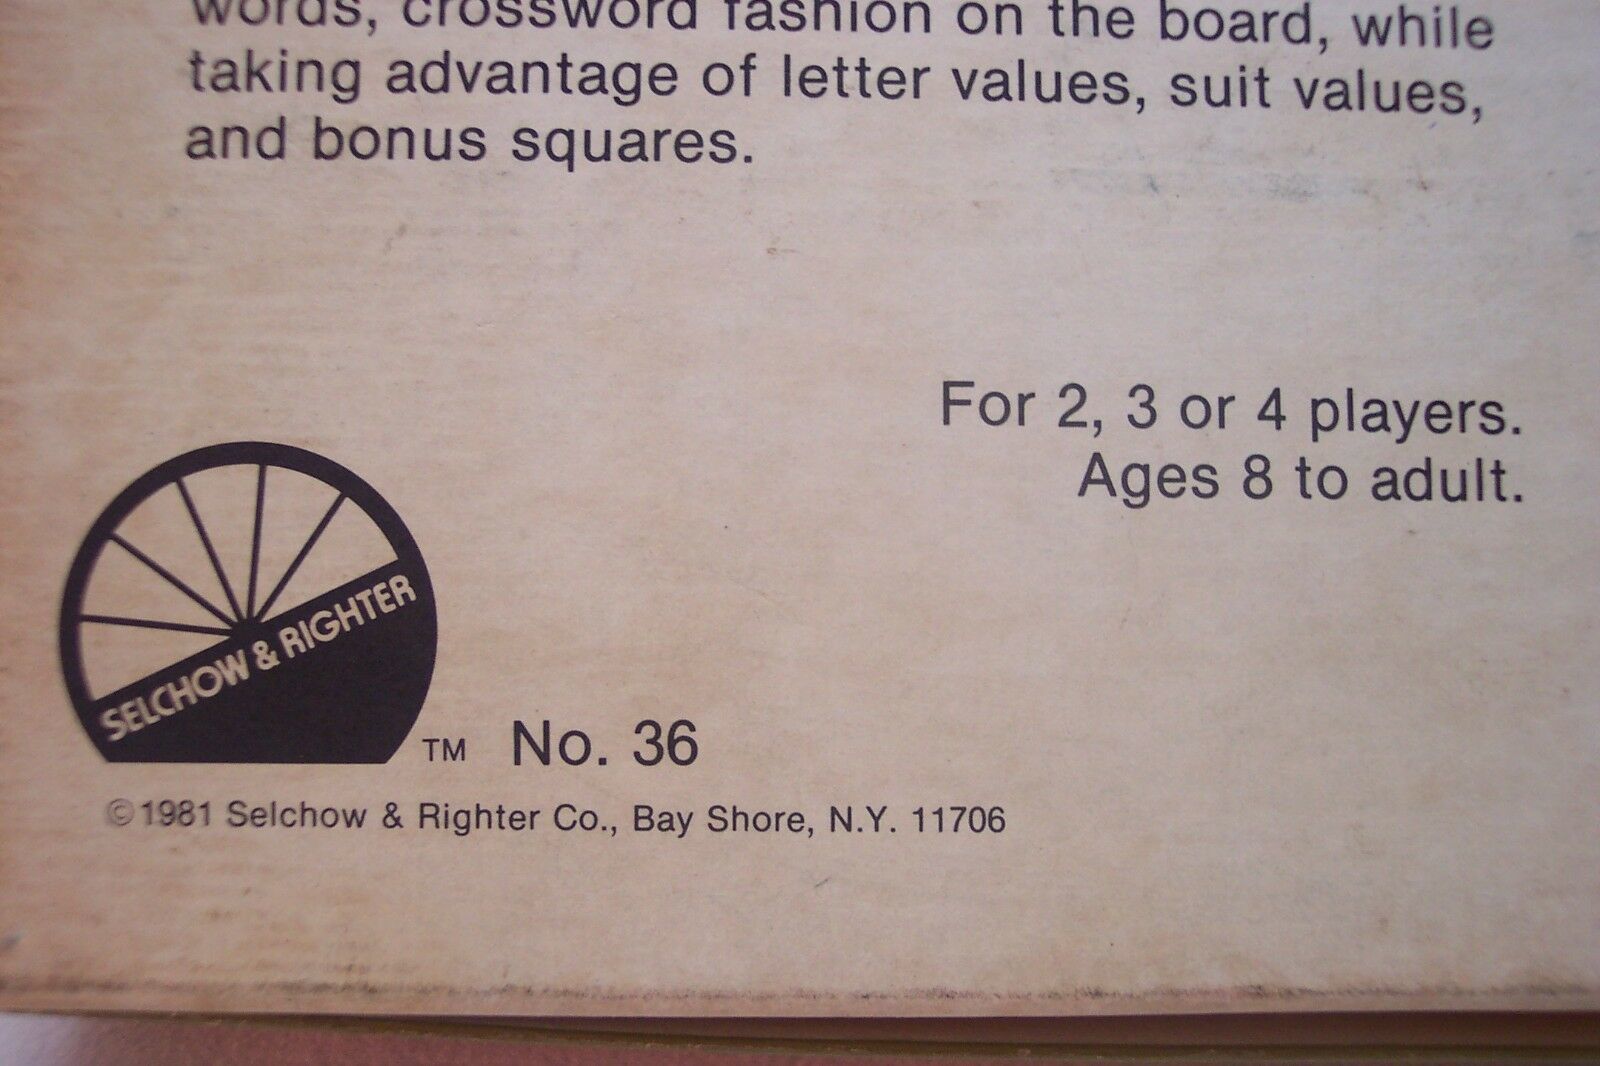 words, crossword fashion on the board, while
taking advantage of letter values, suit values,
and bonus squares.
For 2, 3 or 4 players.
Ages 8 to adult.
SELCHOW & RIGHTER
TM No. 36
©1981 Selchow & Righter Co., Bay Shore, N.Y. 11706